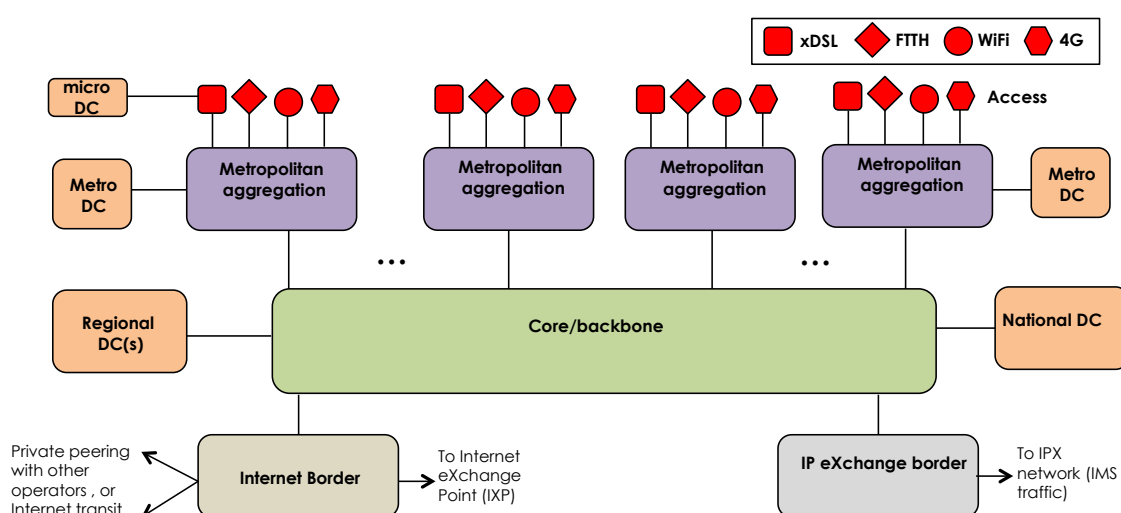 xDSL FTTH WiFi 4G
micro
DC
Access
Metro
DC
Metropolitan
aggregation
Metropolitan
aggregation
Metropolitan
aggregation
Metropolitan
aggregation
Metro
DC
...
...
Regional
DC(s)
Core/backbone
National DC
Private peering
with other
operators , or
Internet transit
Internet Border
To Internet
eXchange
Point (IXP)
IP eXchange border
To IPX
network (IMS
traffic)